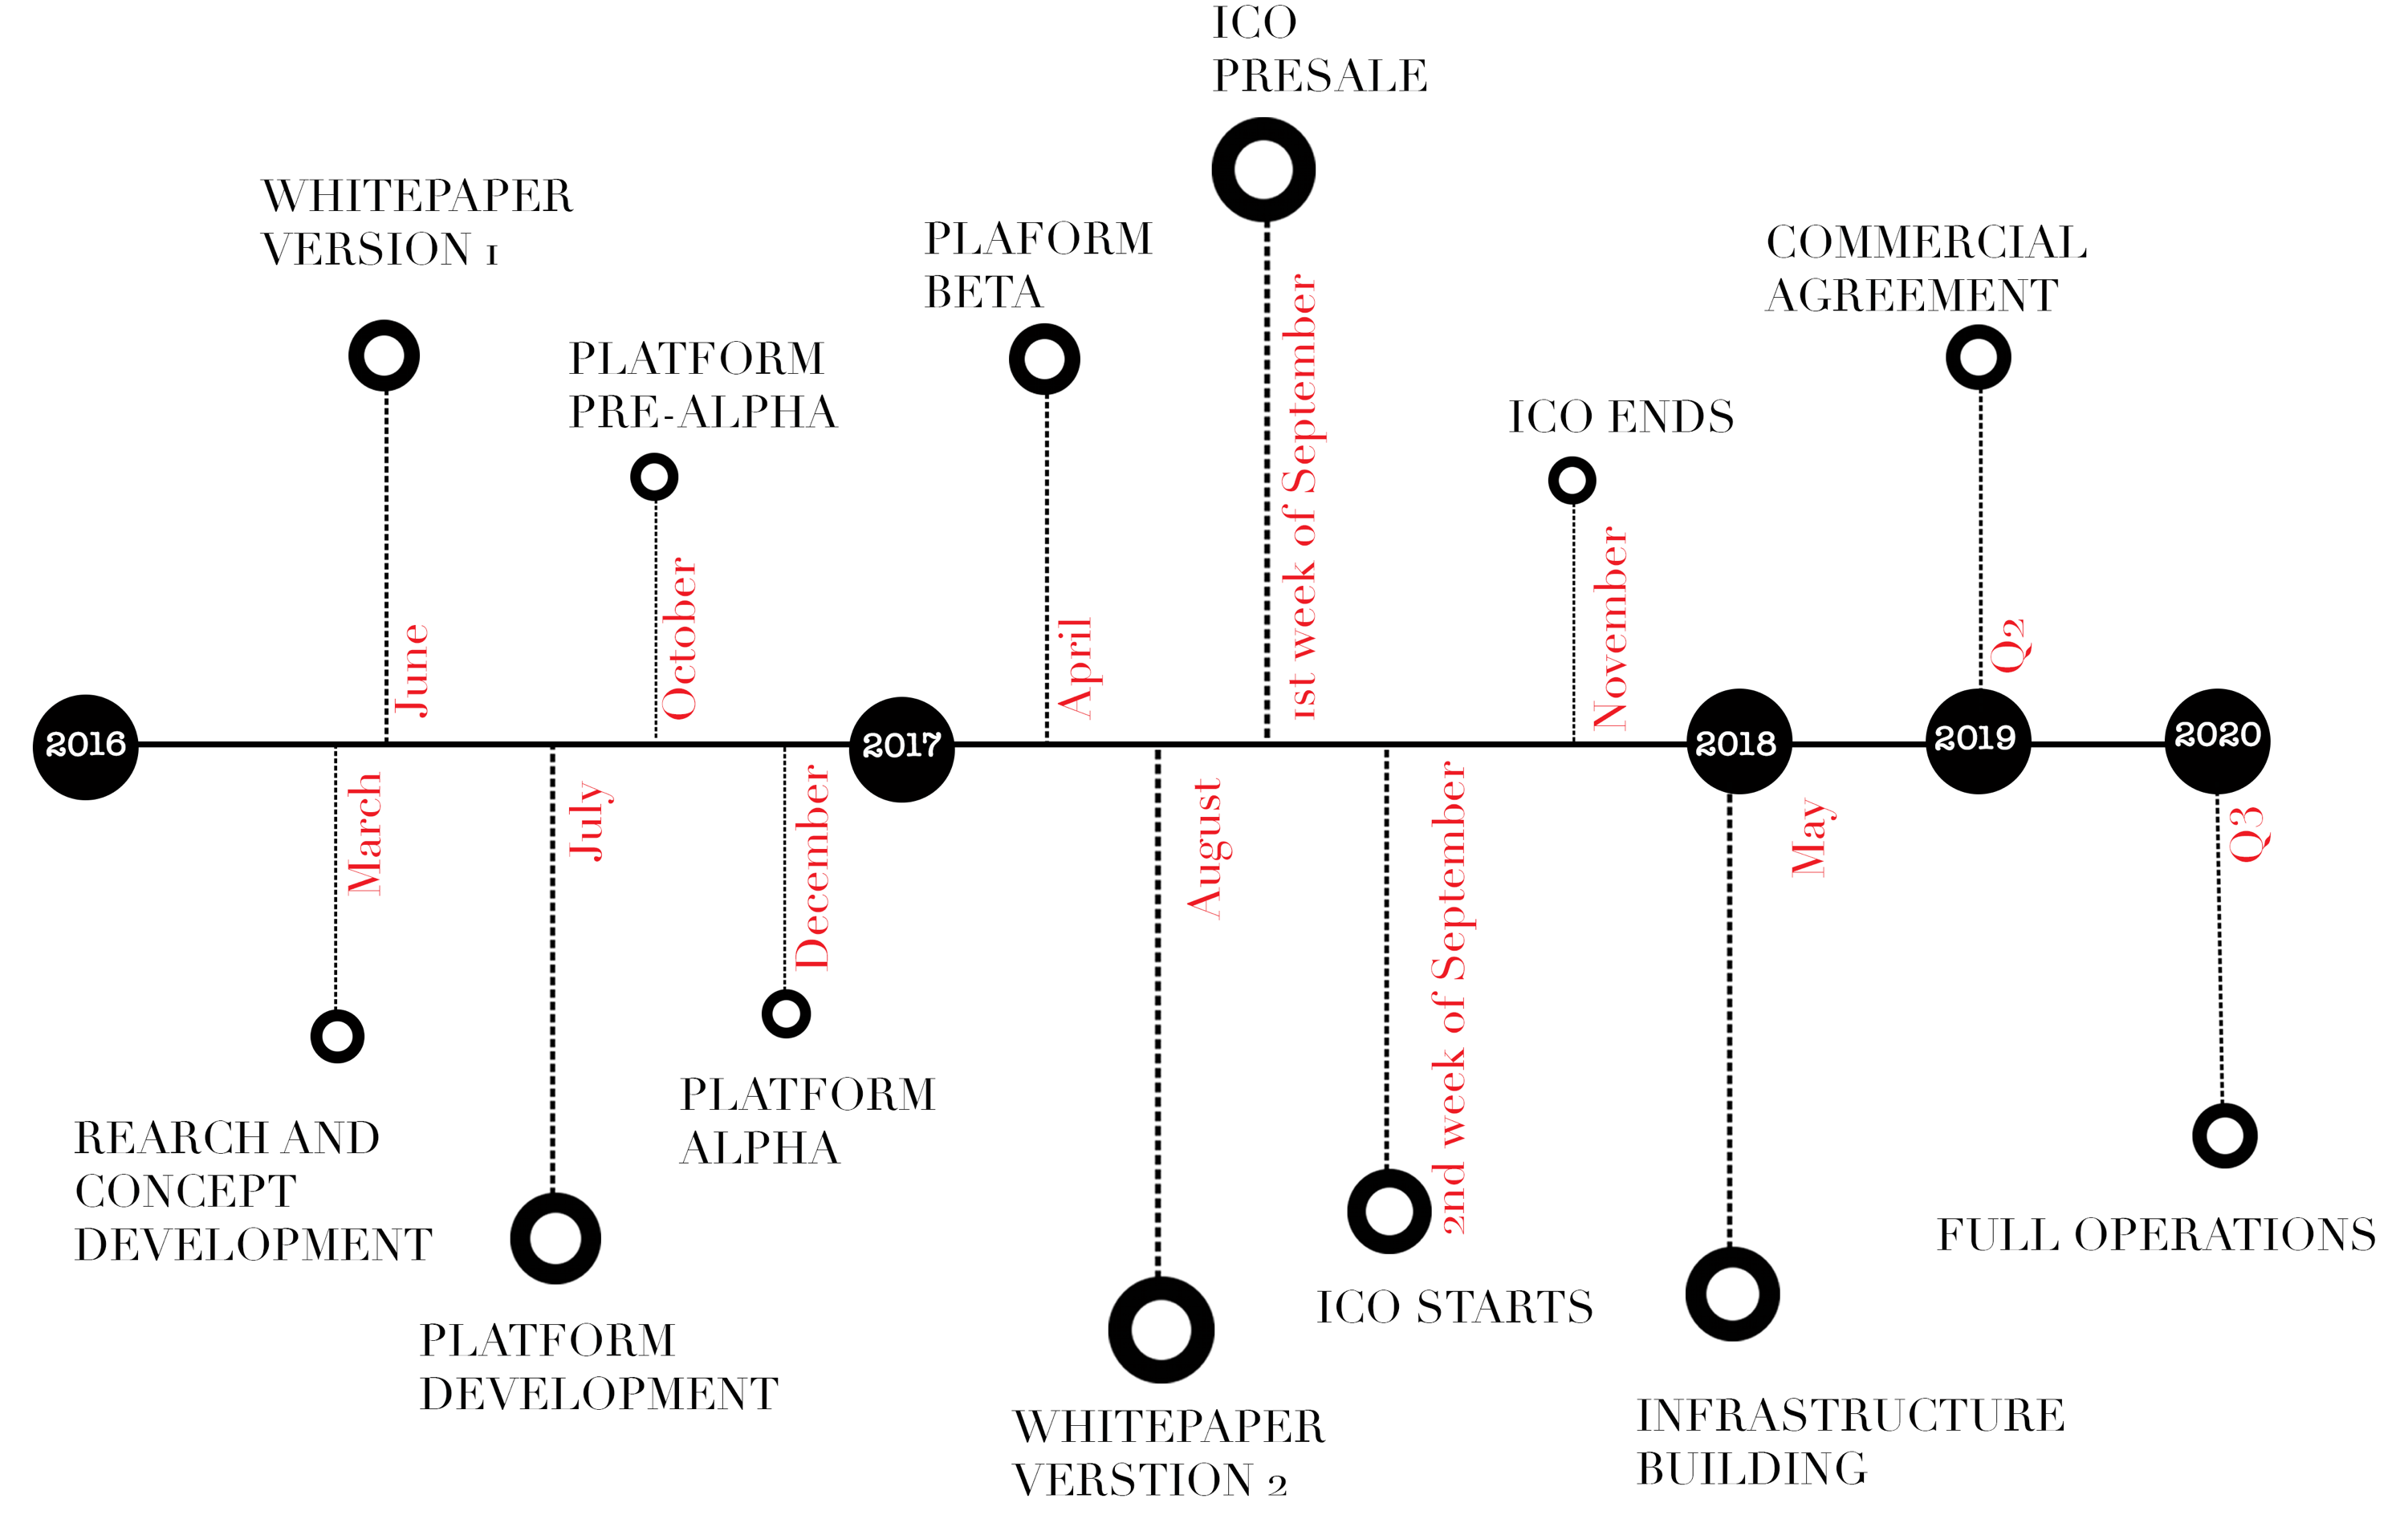 ICO
PRESALE
WHITEPAPER
VERSION 1
PLAFORM
BETA
COMMERCIAL
AGREEMENT
PLATFORM
PRE-ALPHA
ICO ENDS
June
October
April
1st week of September
November
Q2
2016
2017
2018
2019
2020
March
July
December
August
2nd week of September
May
Q3
REARCH AND
CONCEPT
DEVELOPMENT
PLATFORM
ALPHA
PLATFORM
DEVELOPMENT
ICO STARTS
FULL OPERATIONS
WHITEPAPER
VERSTION 2
INFRASTRUCTURE
BUILDING